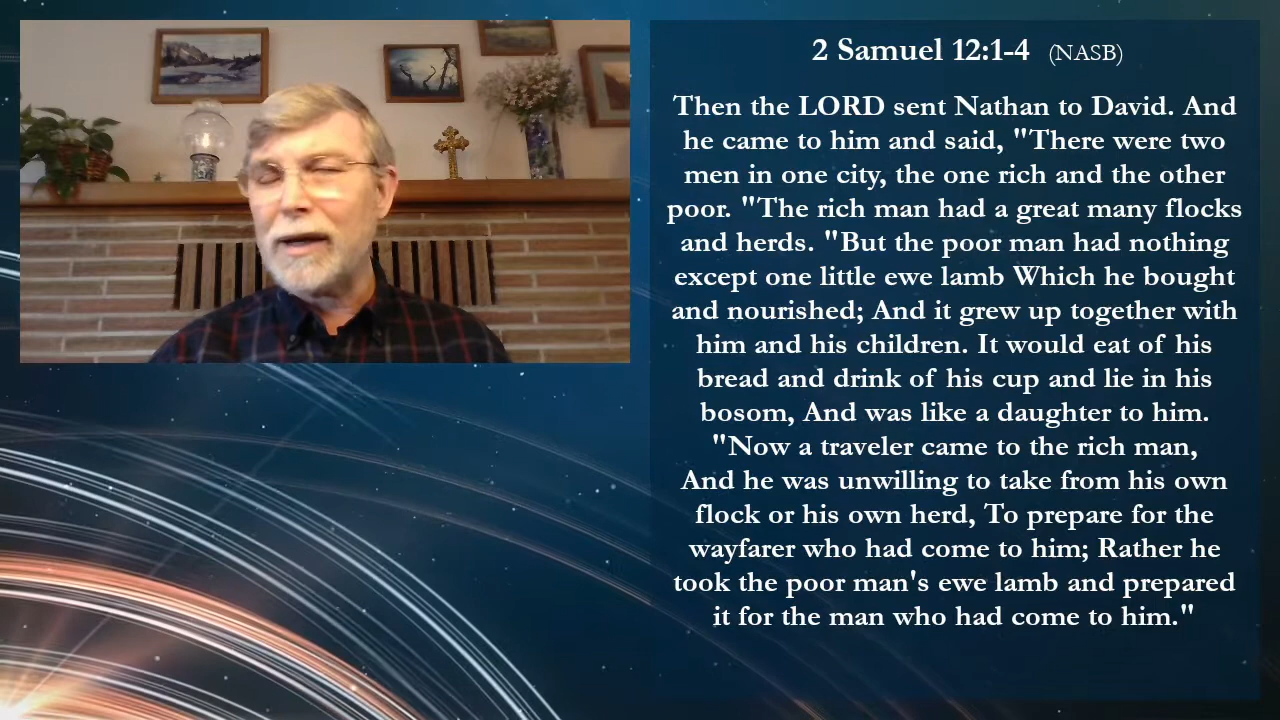 2 Samuel 12:1-4 (NASB)
Then the LORD sent Nathan to David. And
he came to him and said, "There were two
men in one city, the one rich and the other
poor. "The rich man had a great many flocks
and herds. "But the poor man had nothing
except one little ewe lamb Which he bought
and nourished; And it grew up together with
him and his children. It would eat of his
bread and drink of his cup and lie in his
bosom, And was like a daughter to him.
"Now a traveler came to the rich man,
And he was unwilling to take from his own
flock or his own herd, To prepare for the
wayfarer who had come to him; Rather he
took the poor man's ewe lamb and prepared
it for the man who had come to him."